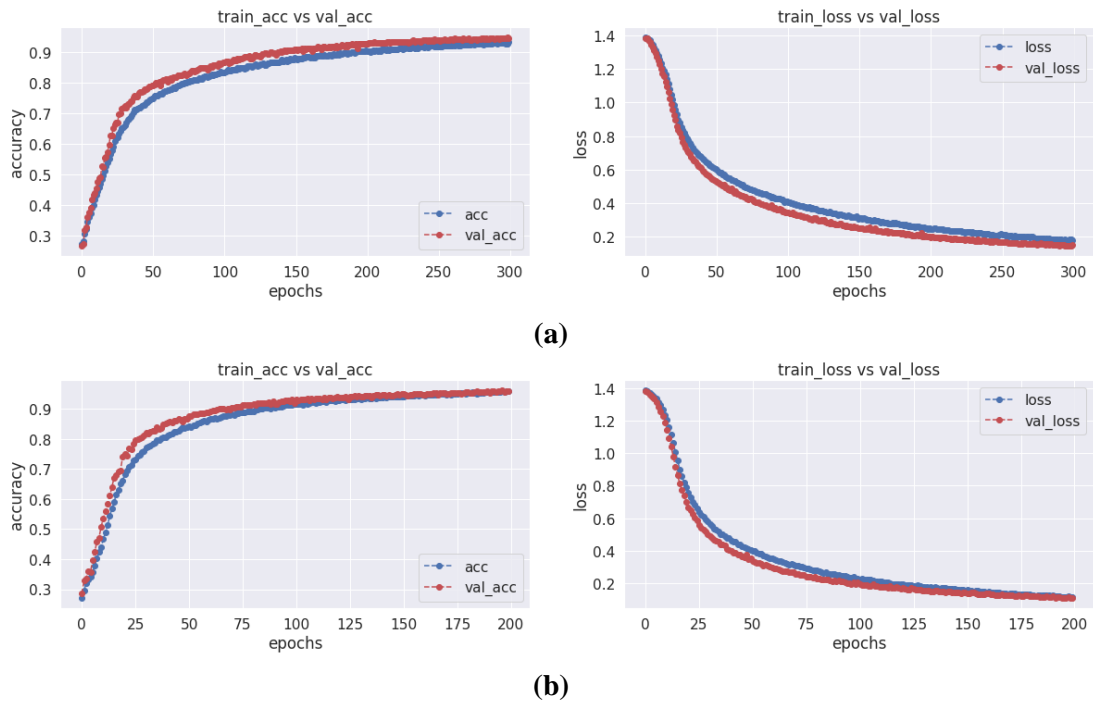 train_acc vs val_acc
0.9
0.8
0.7
0.6
0.5
0.4
0.3
accuracy
acc
val_acc
0 50 100 150 200 250 300
epochs
train_loss vs val_loss
1.4
1.2
1.0
0.8
0.6
0.4
0.2
loss
loss
val_loss
0 50 100 150 200 250 300
epochs
(a)
train_acc vs val_acc
0.9
0.8
0.7
0.6
0.5
0.4
0.3
accuracy
acc
val_acc
0 25 50 75 100 125 150 175 200
epochs
train_loss vs val_loss
1.4
1.2
1.0
0.8
0.6
0.4
0.2
loss
loss
val_loss
0 25 50 75 100 125 150 175 200
epochs
(b)